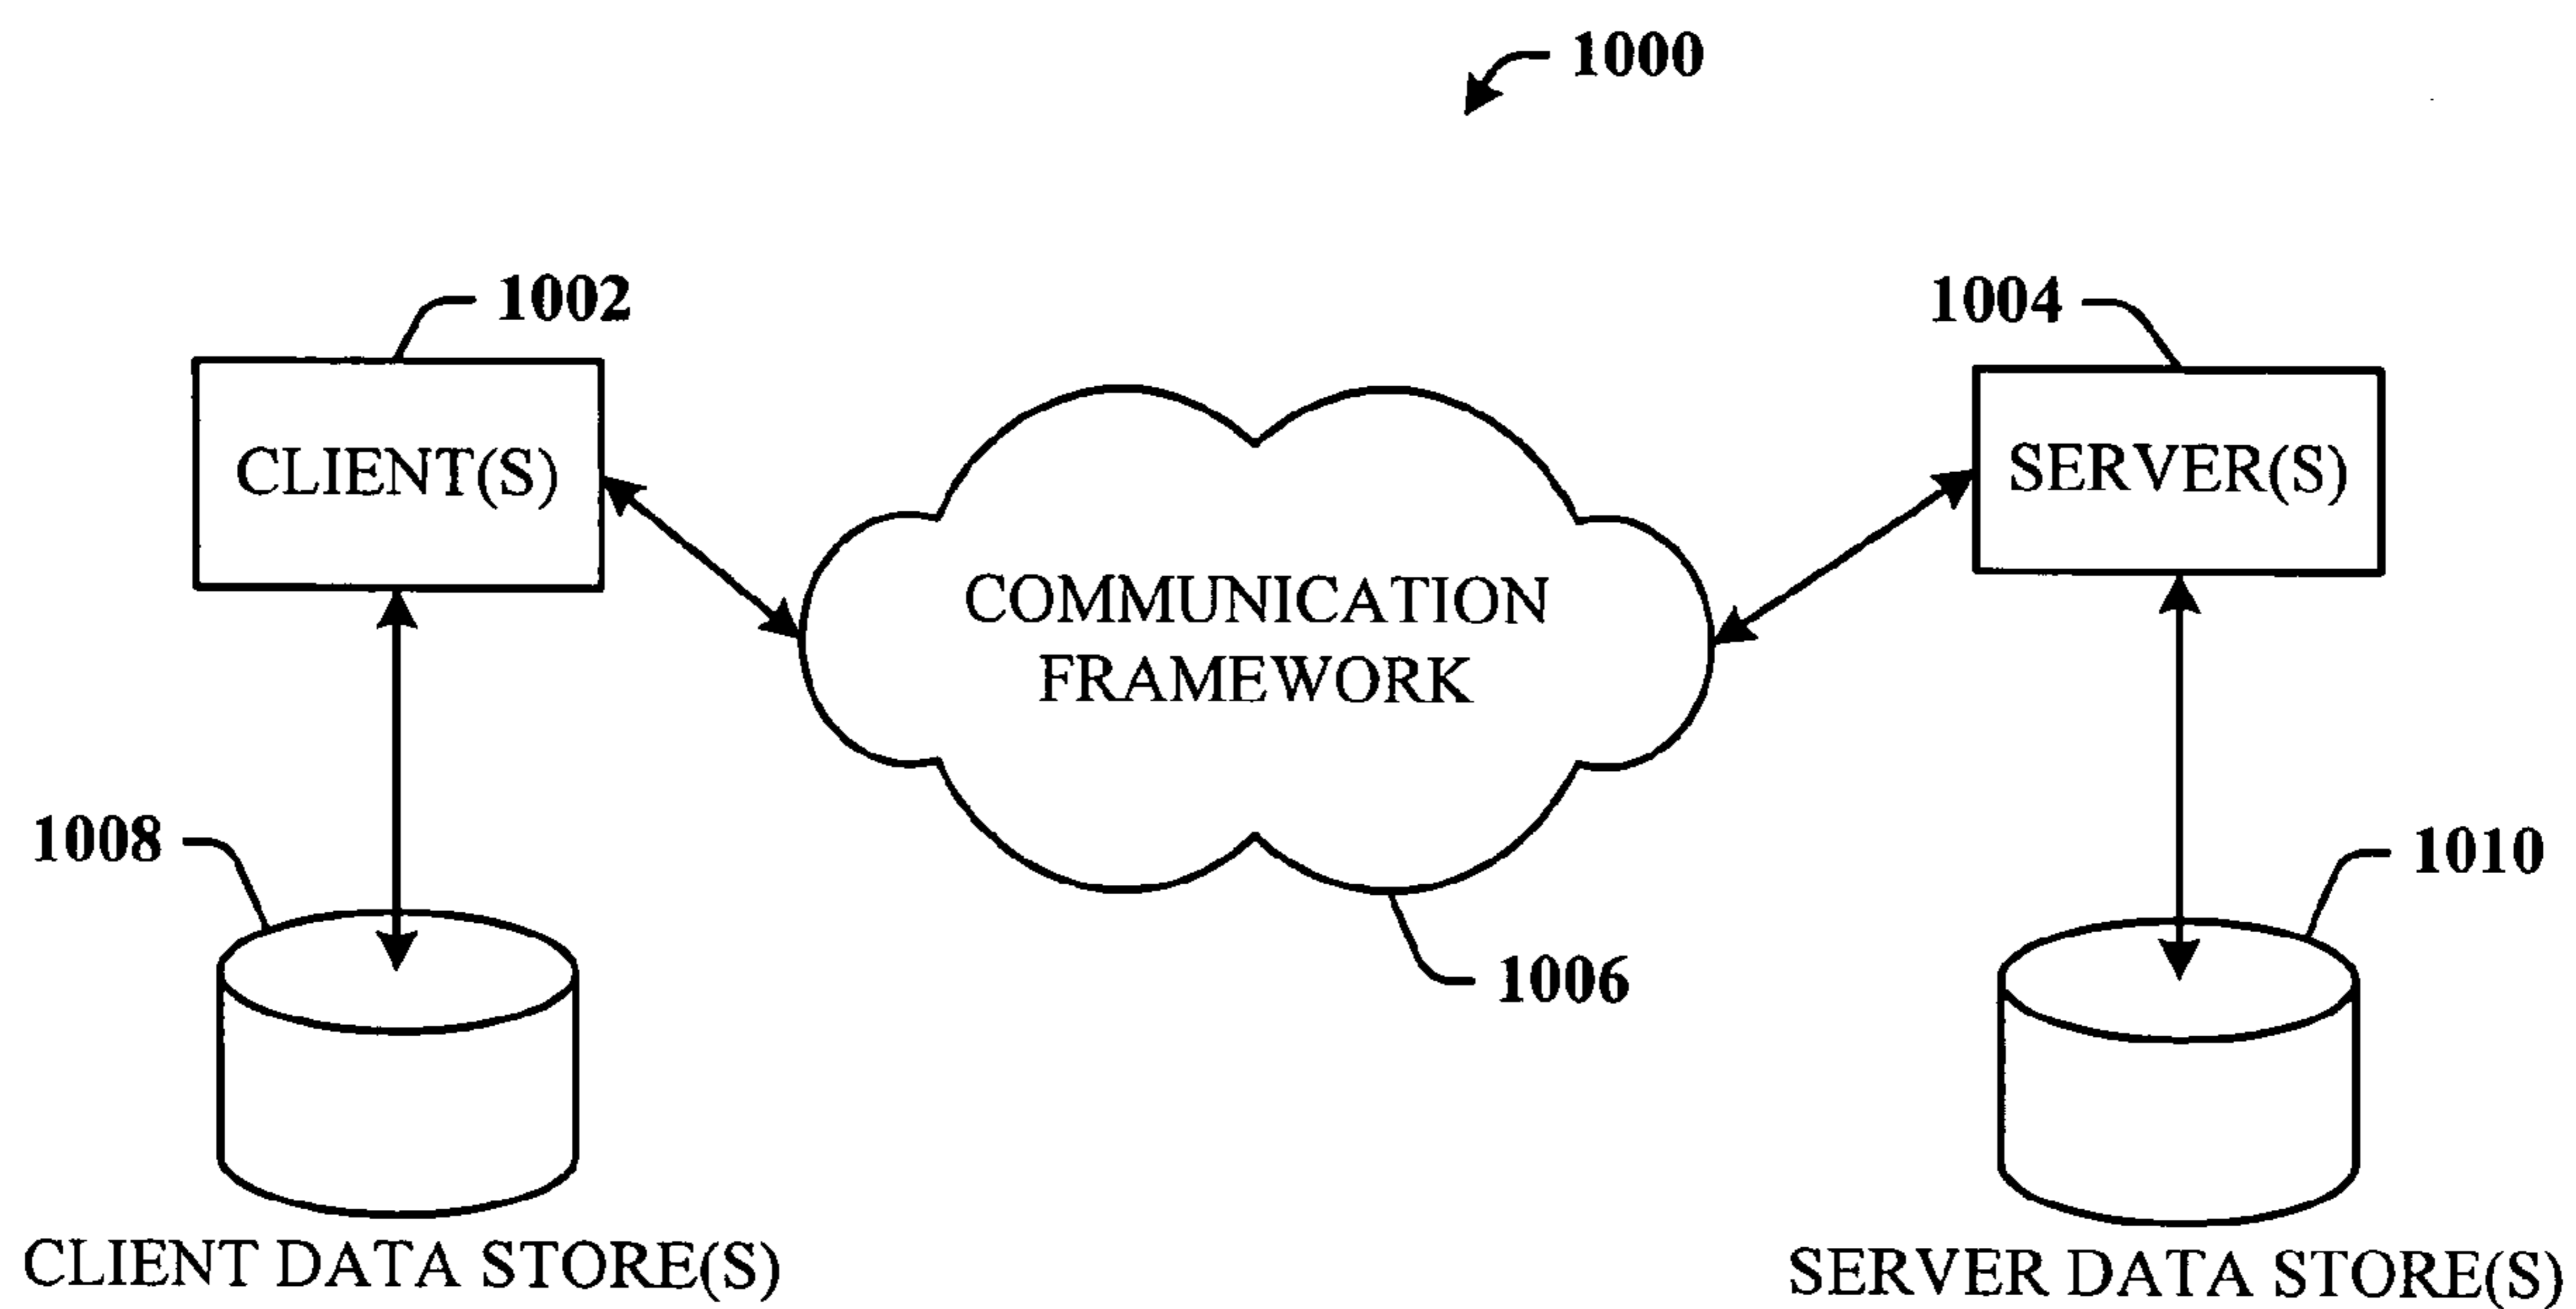 1000
1002
1004
CLIENT(S)
SERVER(S)
COMMUNICATION
FRAMEWORK
1008
1010
1006
CLIENT DATA STORE(S)
SERVER DATA STORE(S)